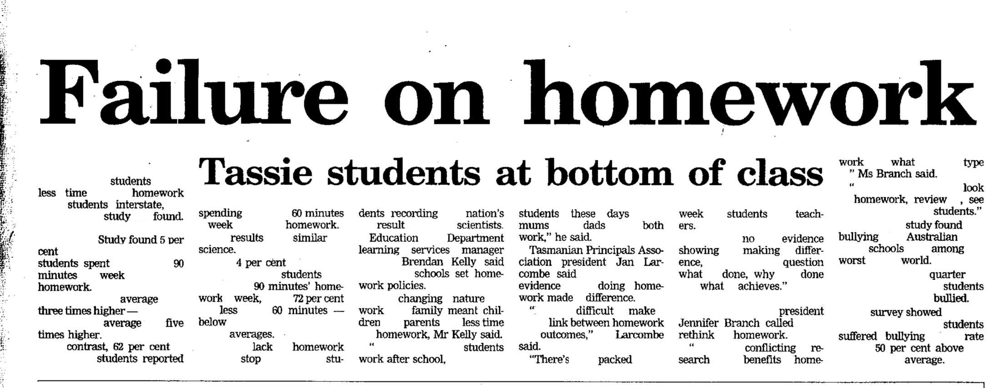 Failure on homework
Tassie students at bottom of class
students
less time homework
students interstate,
study found.
Study found 5 per
cent
students spent 90
minutes week
homework.
average
three times higher —
average five
times higher.
contrast, 62 per cent
students reported
spending 60 minutes
week homework.
results similar
science.
4 per cent
students
90 minutes' home-
work week, 72 per cent
less 60 minutes —
below
averages.
lack homework
stop stu-
dents recording nation's
result scientists.
Education Department
learning services manager
Brendan Kelly said
schools set home-
work policies.
changing nature
work family meant chil-
dren parents less time
homework, Mr Kelly said.
“ students
work after school,
students these days
mums dads both
work,” he said.
Tasmanian Principals Asso-
ciation president Jan Lar-
combe said
evidence doing home-
work made difference.
“ difficult make
link between homework
outcomes,” Larcombe
said.
“There's packed
week students teach-
ers.
no evidence
showing making differ-
ence, question
what done, why done
what achieves.”
president
Jennifer Branch called
rethink homework.
“ conflicting re-
search benefits home-
work what type
” Ms Branch said.
“ look
homework, review , see
students.”
study found
bullying Australian
schools among
worst world.
quarter
students
bullied.
survey showed
students
suffered bullying rate
50 per cent above
average.